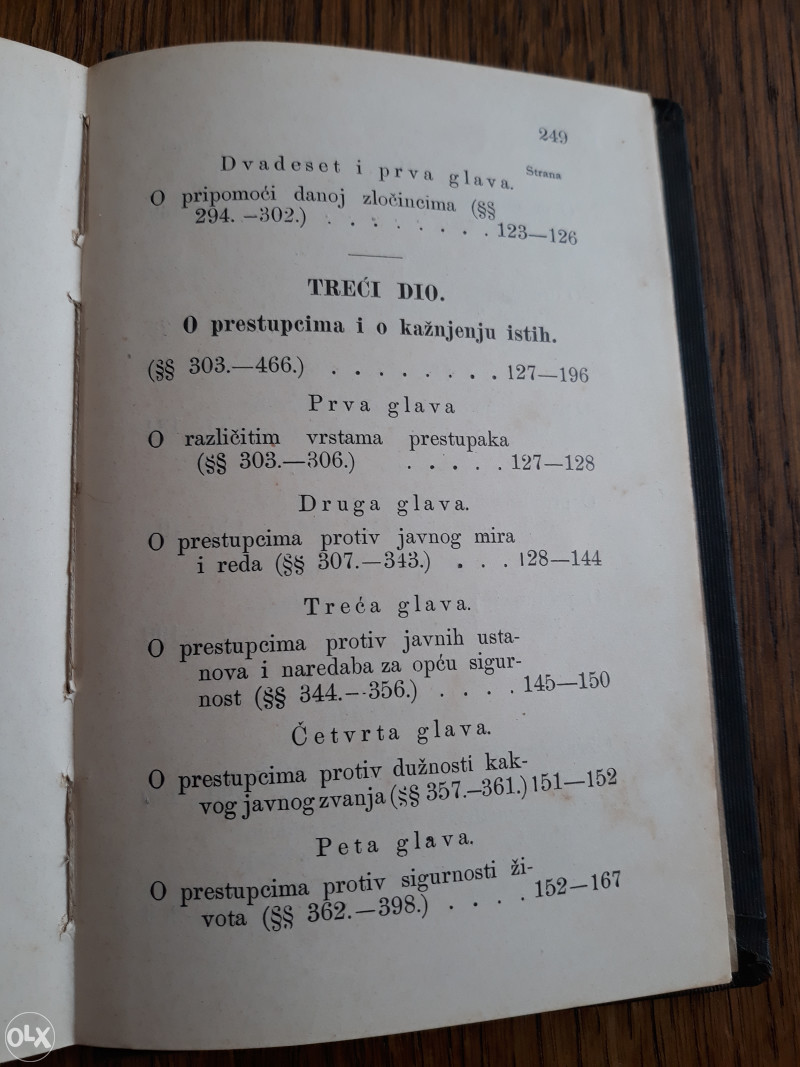 249
Dvadeset i prva glava. Strana
O pripomoći danoj zločincima (§§
294. —302.) . . . . . . . . 123—126
TREĆI DIO.
O prestupcima i o kažnjenju istih.
(§§ 303.—466.) . . . . . . . . 127—196
Prva glava
O različitim vrstama prestupaka
(§§ 303.—306.) . . . . . 127—128
Druga glava.
O prestupcima protiv javnog mira
i reda (§§ 307.—343.) . . . 128—144
Treća glava.
O prestupcima protiv javnih usta-
nova i naredaba za opću sigur-
nost (§§ 344.—356.) . . . . 145—150
Četvrta glava.
O prestupcima protiv dužnosti kak-
vog javnog zvanja (§§ 357.—361.) 151—152
Peta glava.
O prestupcima protiv sigurnosti ži-
vota (§§ 362.—398.) . . . . 152—167
OLX